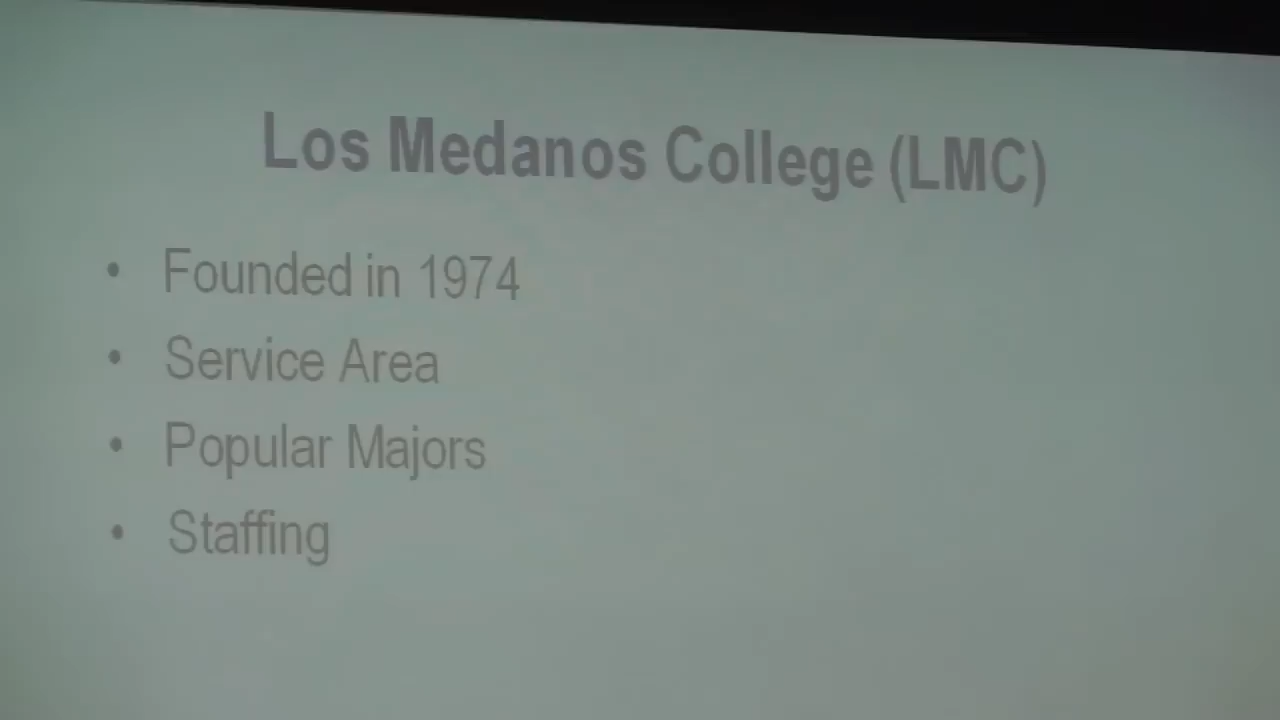 Los Medanos College (LMC)
• Founded in 1974
• Service Area
• Popular Majors
• Staffing